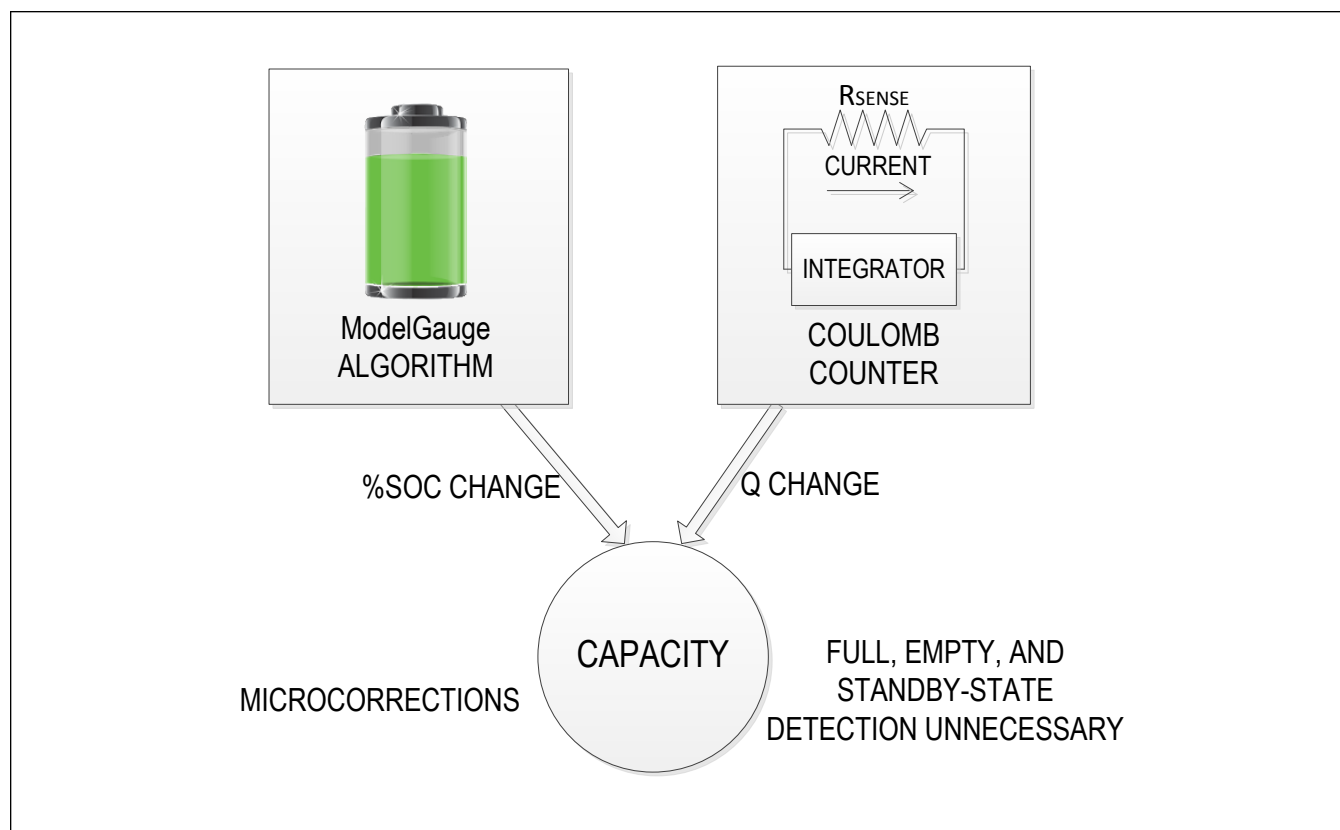 ModelGauge
ALGORITHM
RSENSE
CURRENT
INTEGRATOR
COULOMB
COUNTER
%SOC CHANGE
Q CHANGE
CAPACITY
MICROCORRECTIONS
FULL, EMPTY, AND
STANDBY-STATE
DETECTION UNNECESSARY